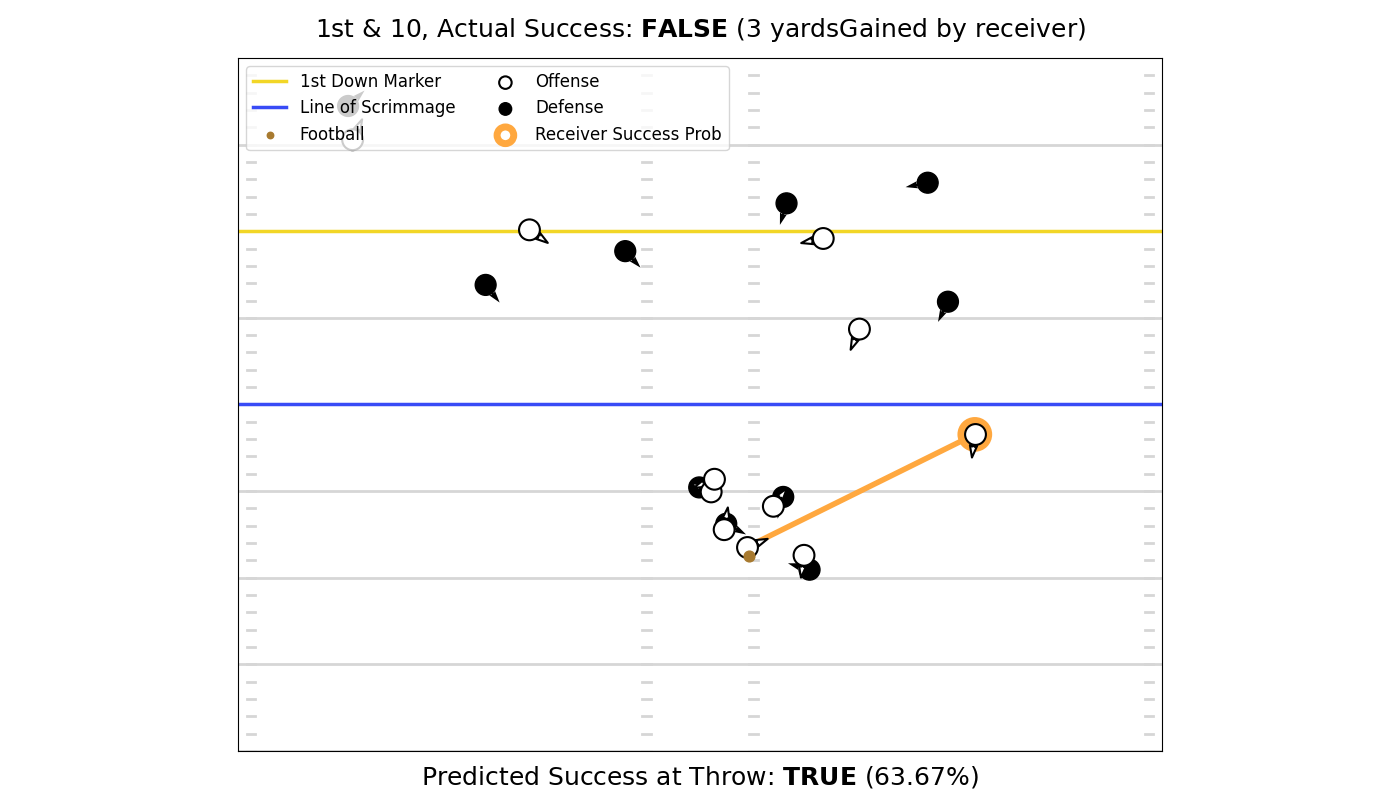 1st & 10, Actual Success: FALSE (3 yardsGained by receiver)
1st Down Marker
Line of Scrimmage
Football
Offense
Defense
Receiver Success Prob
Predicted Success at Throw: TRUE (63.67%)